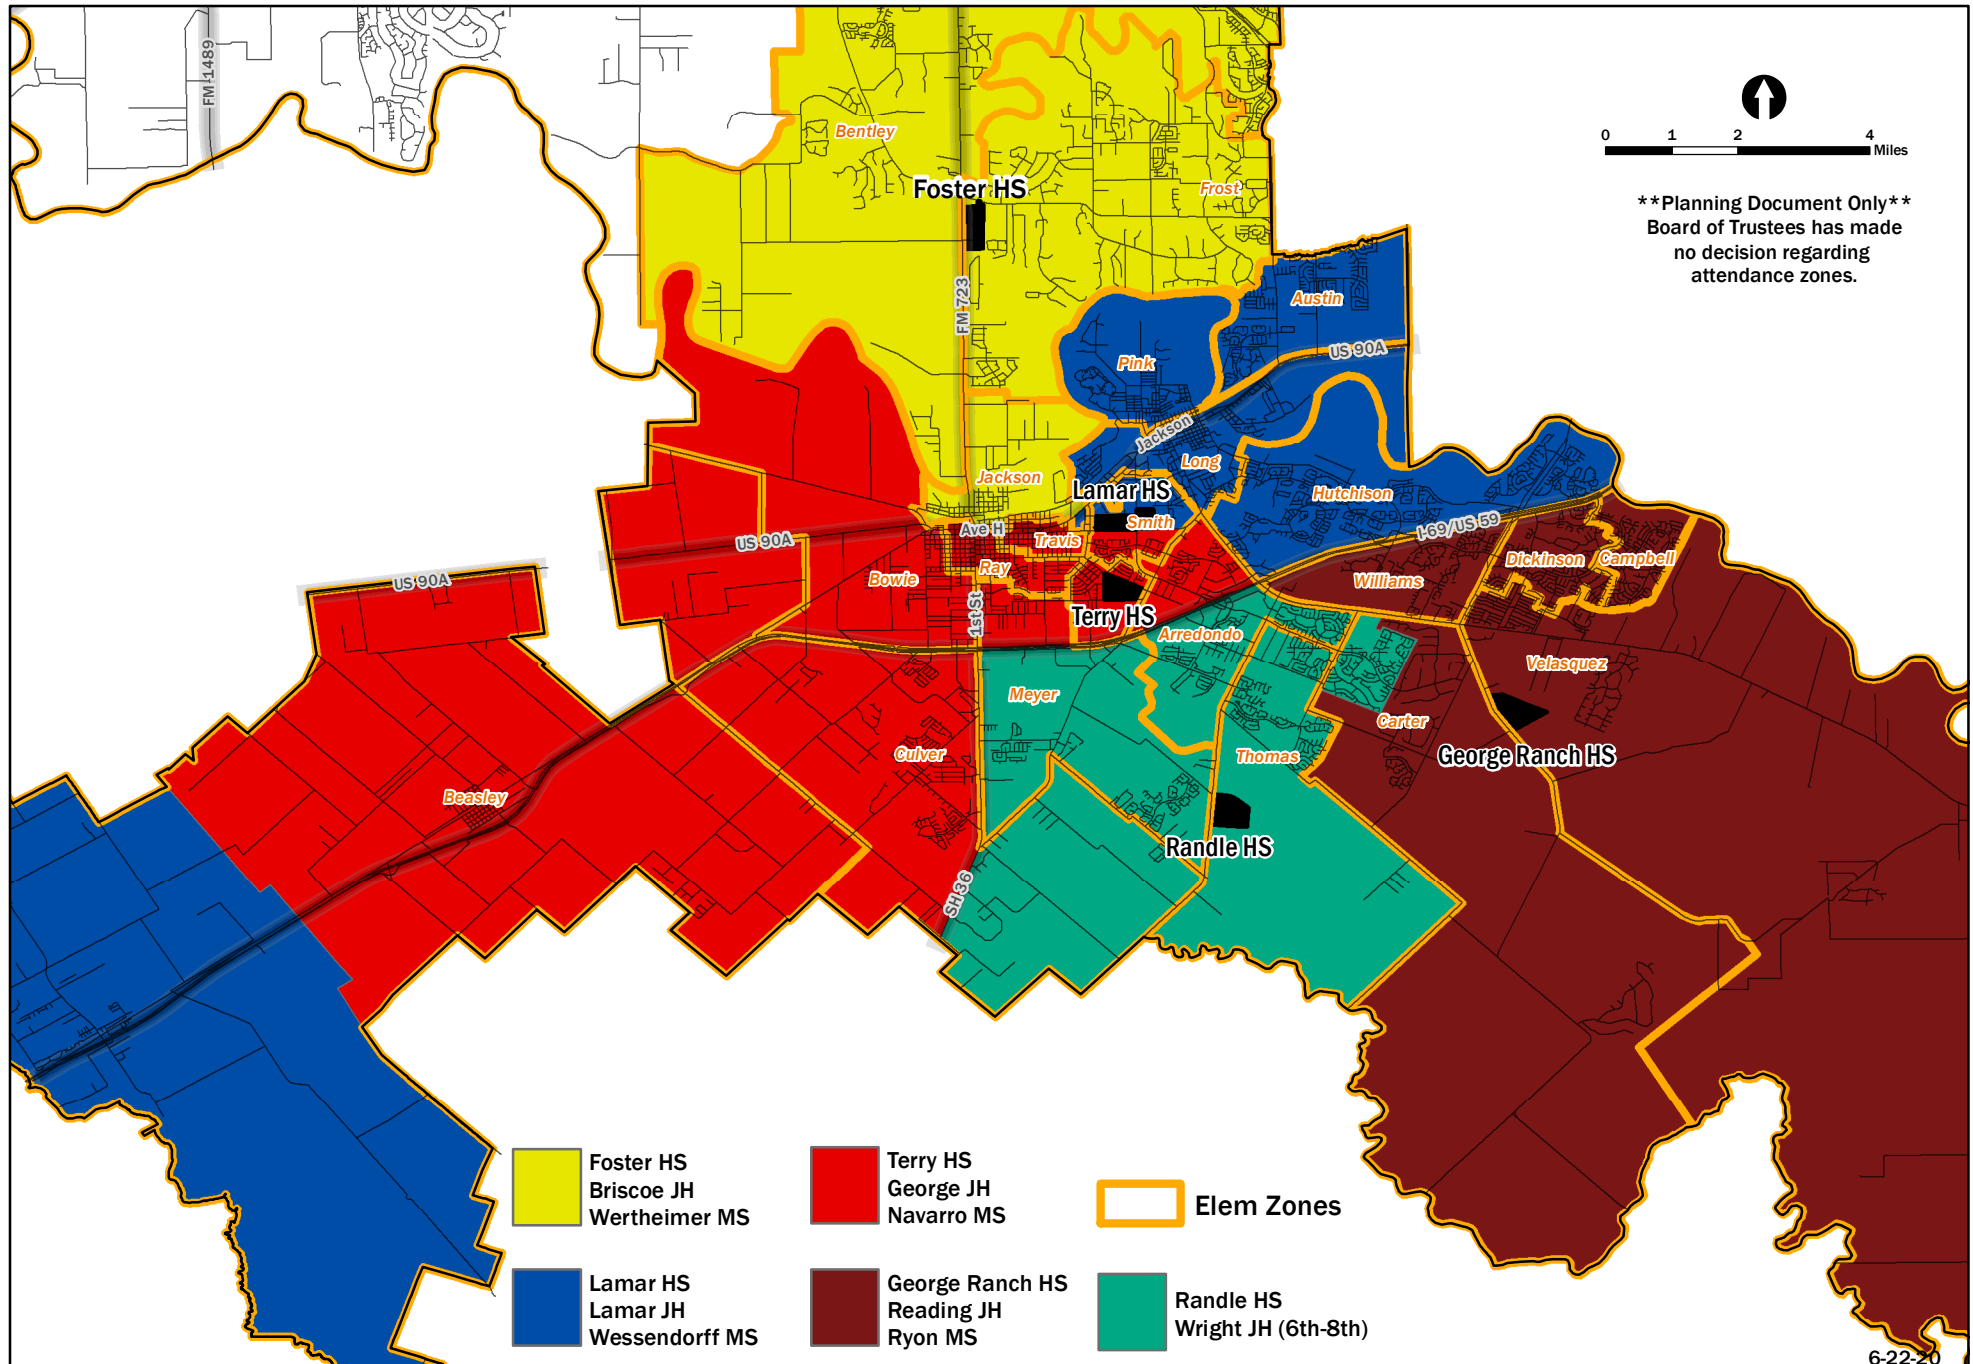 FM 1489
0 1 2 4
Miles
**Planning Document Only**
Board of Trustees has made
no decision regarding
attendance zones.
Bentley
Foster HS
Frost
FM 723
Austin
US 90A
Pink
Jackson
Long
Jackson
Lamar HS
Hutchison
Smith
Ave H
Travis
I-69/US 59
US 90A
Dickinson
Campbell
Ray
Bowie
Williams
US 90A
1st St
Terry HS
Arredondo
Velasquez
Meyer
Carter
Culver
Thomas
George Ranch HS
Beasley
Randle HS
SH 36
Foster HS
Briscoe JH
Wertheimer MS
Terry HS
George JH
Navarro MS
Elem Zones
Lamar HS
Lamar JH
Wessendorff MS
George Ranch HS
Reading JH
Ryon MS
Randle HS
Wright JH (6th-8th)
6-22-20